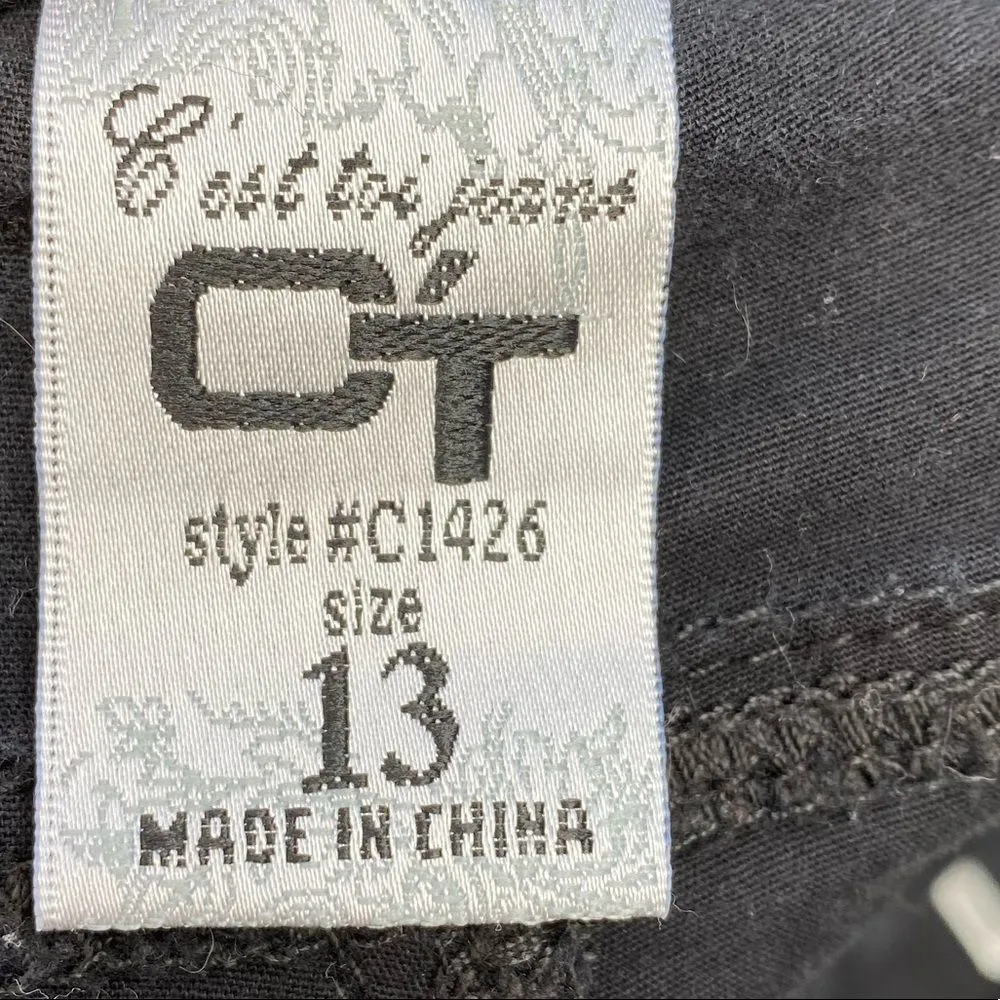 C'est toi jeans
C'T
style #C1426
size
13
MADE IN CHINA